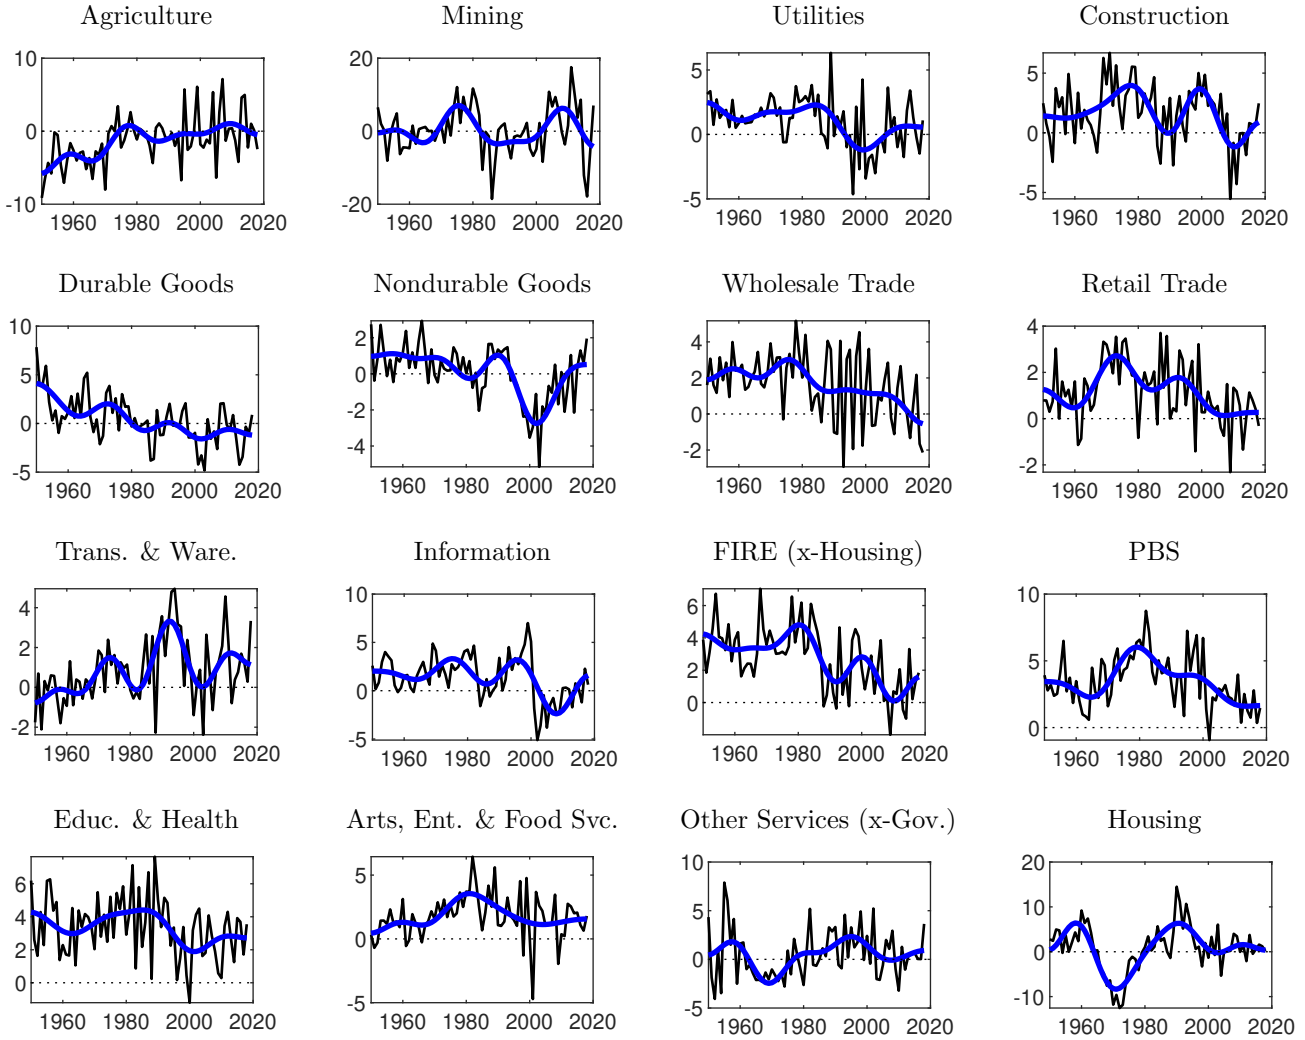 Agriculture Mining Utilities Construction
10 20 5 5
0 0 0 0
-10 -20 -5 -5
1960 1980 2000 2020 1960 1980 2000 2020 1960 1980 2000 2020 1960 1980 2000 2020
Durable Goods Nondurable Goods Wholesale Trade Retail Trade
10 2 4 4
5 0 2 2
0 -2 0 0
-5 -4 -2 -2
1960 1980 2000 2020 1960 1980 2000 2020 1960 1980 2000 2020 1960 1980 2000 2020
Trans. & Ware. Information FIRE (x-Housing) PBS
4 10 6 10
2 5 4 5
0 0 2 0
-2 -5 0
1960 1980 2000 2020 1960 1980 2000 2020 1960 1980 2000 2020 1960 1980 2000 2020
Educ. & Health Arts, Ent. & Food Svc. Other Services (x-Gov.) Housing
6 5 10 20
4 0 5 10
2 -5 0 0
0 -5 -10
1960 1980 2000 2020 1960 1980 2000 2020 1960 1980 2000 2020 1960 1980 2000 2020